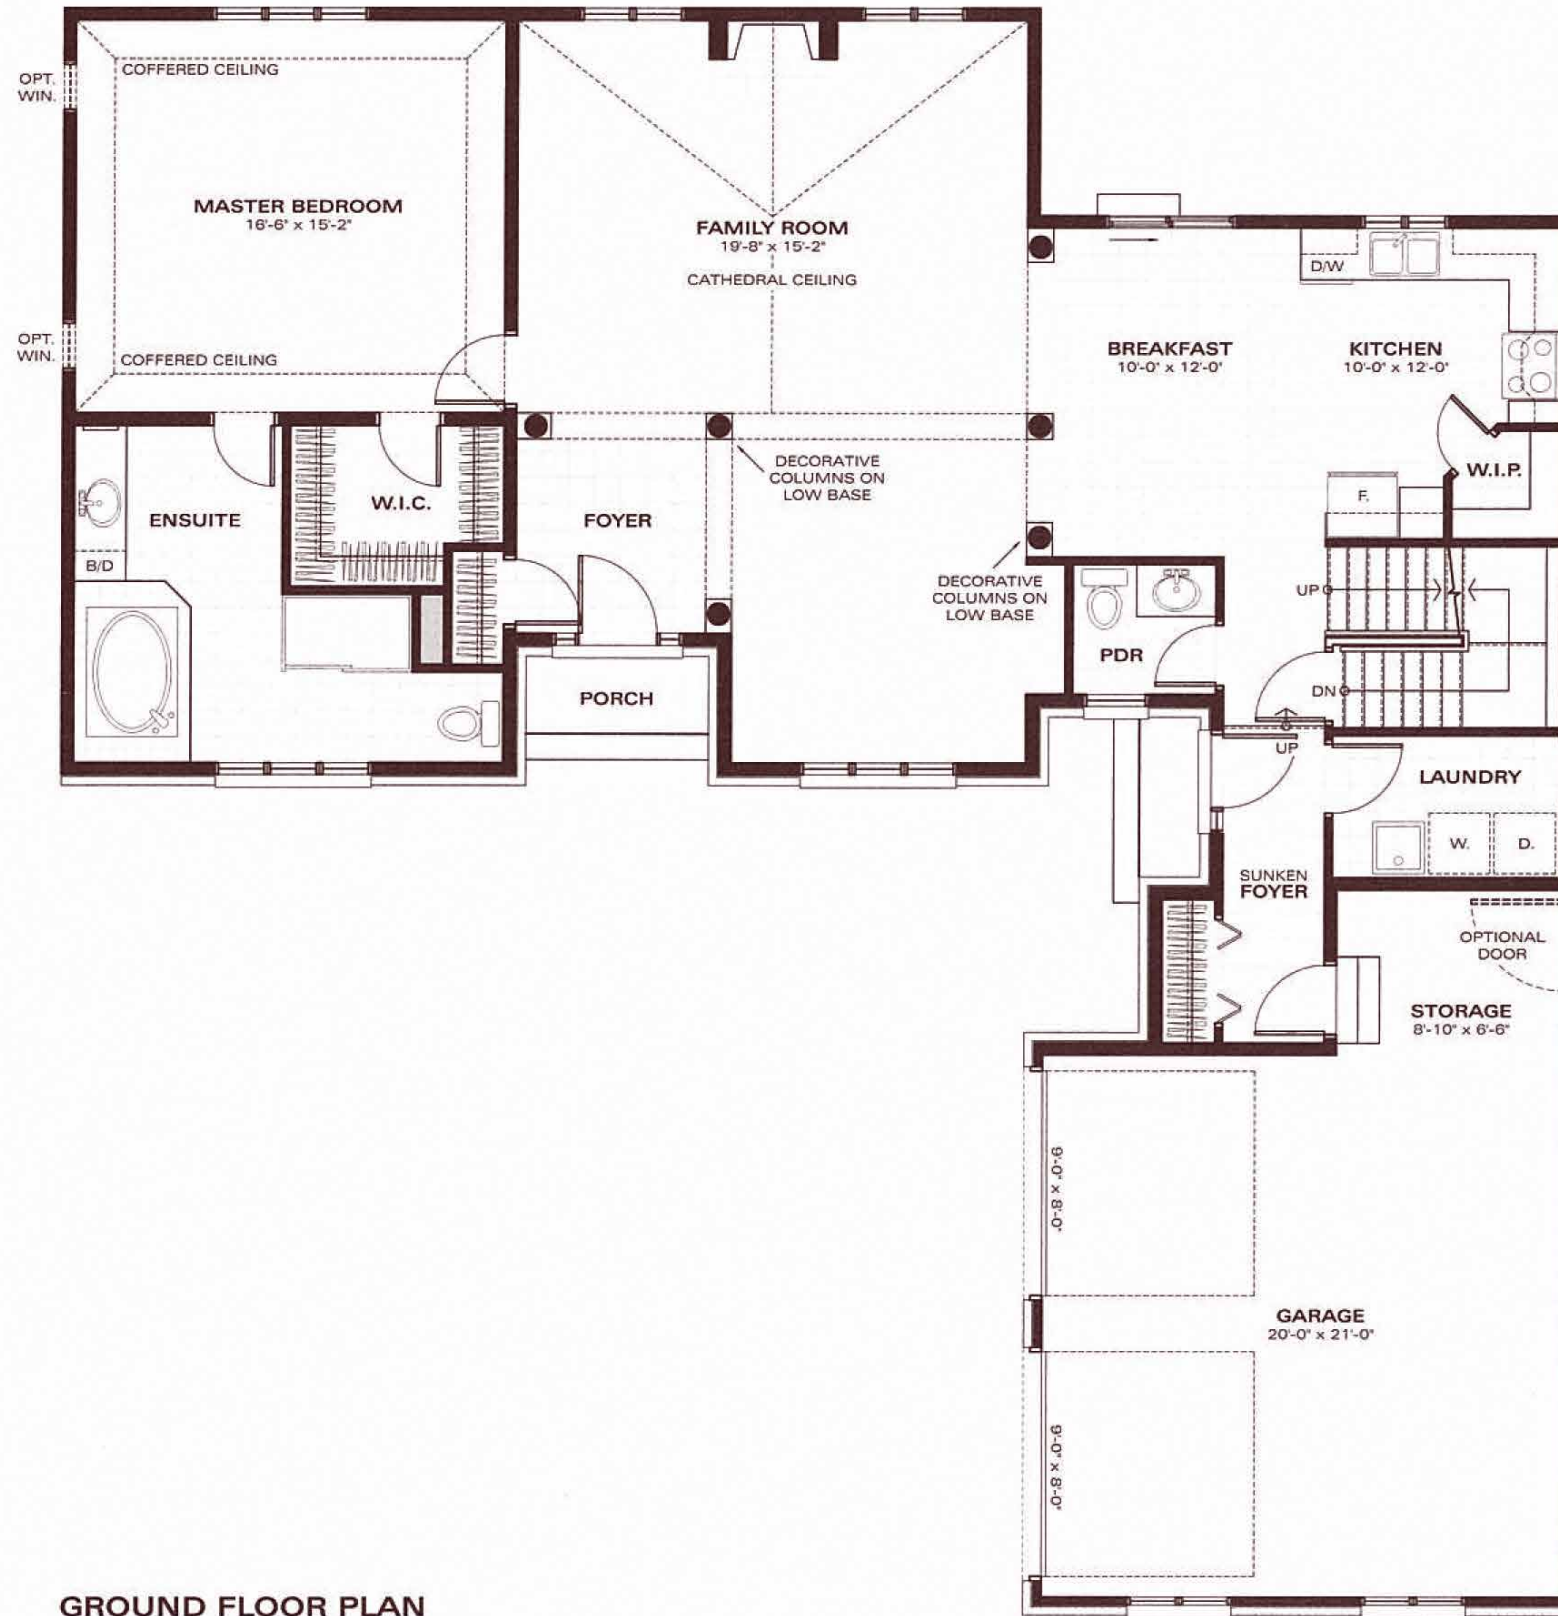 OPT.
WIN.
COFFERED CEILING
MASTER BEDROOM
16'-6" x 15'-2"
OPT.
WIN.
COFFERED CEILING
FAMILY ROOM
19'-8" x 15'-2"
CATHEDRAL CEILING
D/W
BREAKFAST
10'-0" x 12'-0"
KITCHEN
10'-0" x 12'-0"
W.I.P.
F.
ENSUITE
B/D
W.I.C.
FOYER
DECORATIVE
COLUMNS ON
LOW BASE
DECORATIVE
COLUMNS ON
LOW BASE
UP
PDR
DN
PORCH
UP
LAUNDRY
W.
D.
SUNKEN
FOYER
OPTIONAL
DOOR
STORAGE
8'-10" x 6'-6"
9'-0" x 8'-0"
GARAGE
20'-0" x 21'-0"
9'-0" x 8'-0"
GROUND FLOOR PLAN